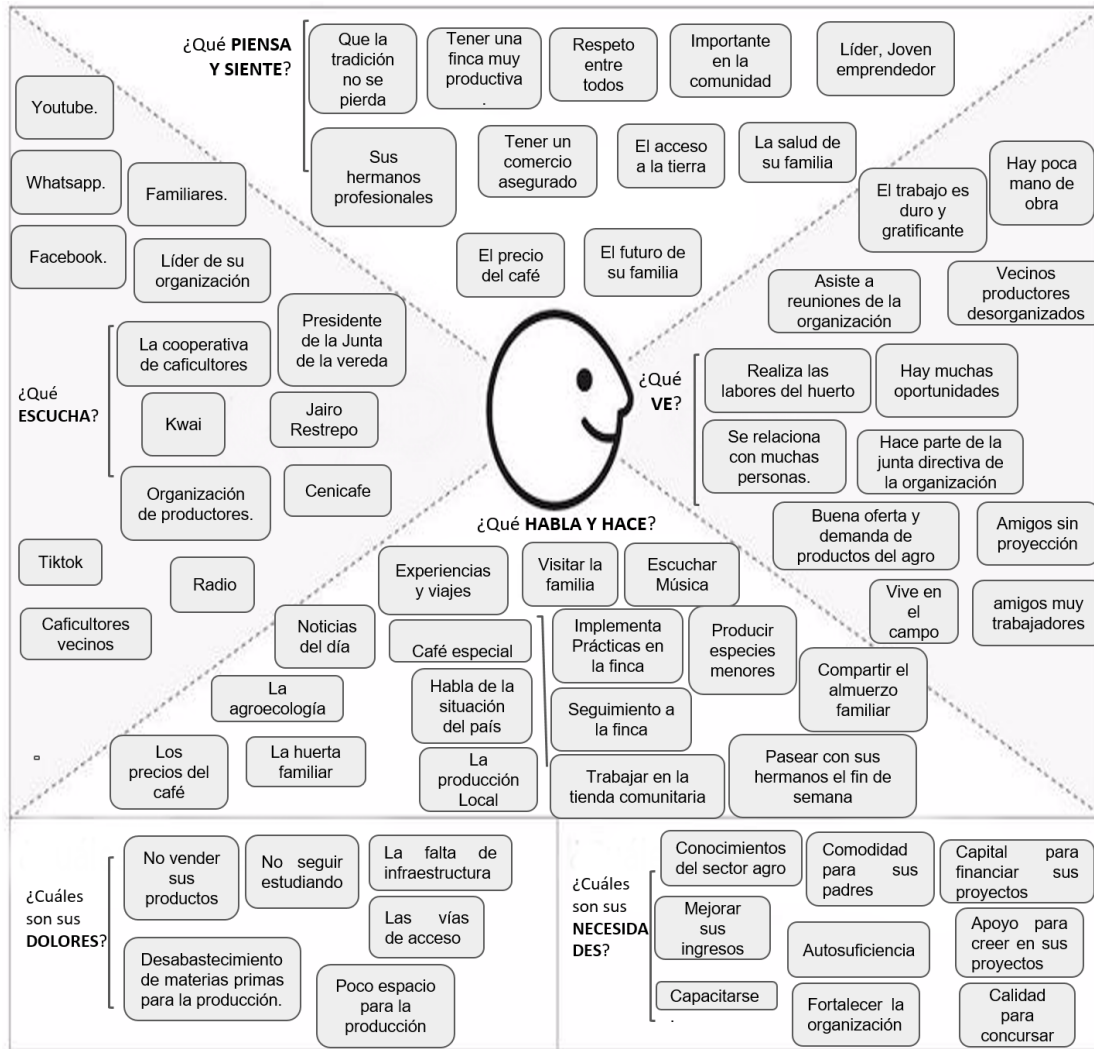 ¿Qué PIENSA
Y SIENTE?
Que la
tradición
no se
pierda
Tener una
finca muy
productiva
.
Respeto
entre
todos
Importante
en la
comunidad
Líder, Joven
emprendedor
Sus
hermanos
profesionales
Tener un
comercio
asegurado
El acceso
a la tierra
La salud de
su familia
El precio
del café
El futuro de
su familia
Youtube.
Whatsapp.
Familiares.
Facebook.
Líder de su
organización
Presidente
de la Junta
de la vereda
La cooperativa
de caficultores
¿Qué
ESCUCHA?
Kwai
Jairo
Restrepo
Organización
de productores.
Cenicafe
Tiktok
Radio
Caficultores
vecinos
Hay poca
mano de
obra
El trabajo es
duro y
gratificante
Asiste a
reuniones de la
organización
Vecinos
productores
desorganizados
¿Qué
VE?
Realiza las
labores del huerto
Hay muchas
oportunidades
Se relaciona
con muchas
personas.
Hace parte de la
junta directiva de
la organización
Buena oferta y
demanda de
productos del agro
Amigos sin
proyección
Vive en
el
campo
amigos muy
trabajadores
¿Qué HABLA Y HACE?
Experiencias
y viajes
Visitar la
familia
Escuchar
Música
Noticias
del día
Café especial
Implementa
Prácticas en
la finca
Producir
especies
menores
Compartir el
almuerzo
familiar
La
agroecología
Habla de la
situación
del país
Seguimiento a
la finca
Los
precios del
café
La huerta
familiar
La
producción
Local
Trabajar en la
tienda comunitaria
Pasear con sus
hermanos el fin de
semana
¿Cuáles
son sus
DOLORES?
No vender
sus
productos
No seguir
estudiando
La falta de
infraestructura
Las vías
de acceso
Desabastecimiento
de materias primas
para la producción.
Poco espacio
para la
producción
¿Cuáles
son sus
NECESIDA
DES?
Conocimientos
del sector agro
Comodidad
para sus
padres
Capital para
financiar sus
proyectos
Mejorar
sus
ingresos
Autosuficiencia
Apoyo para
creer en sus
proyectos
Capacitarse
.
Fortalecer la
organización
Calidad
para
concursar